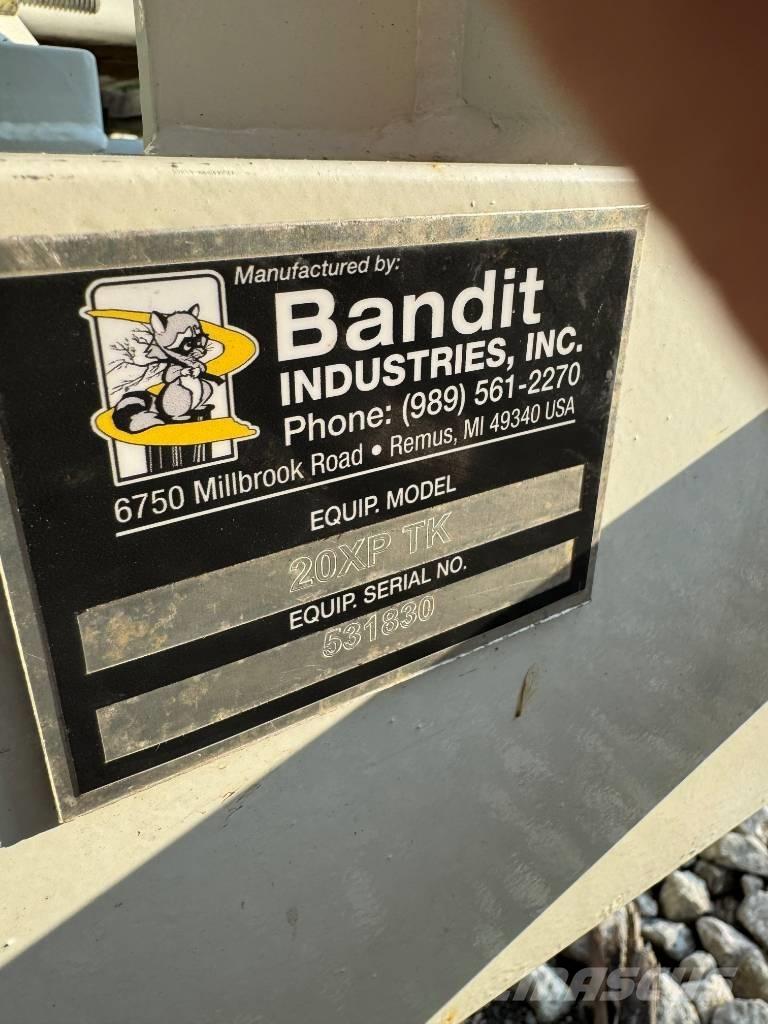 Manufactured by:
Bandit
INDUSTRIES, INC.
Phone: (989) 561-2270
6750 Millbrook Road • Remus, MI 49340 USA
EQUIP. MODEL
20XP TK
EQUIP. SERIAL NO.
531830
MASCUS